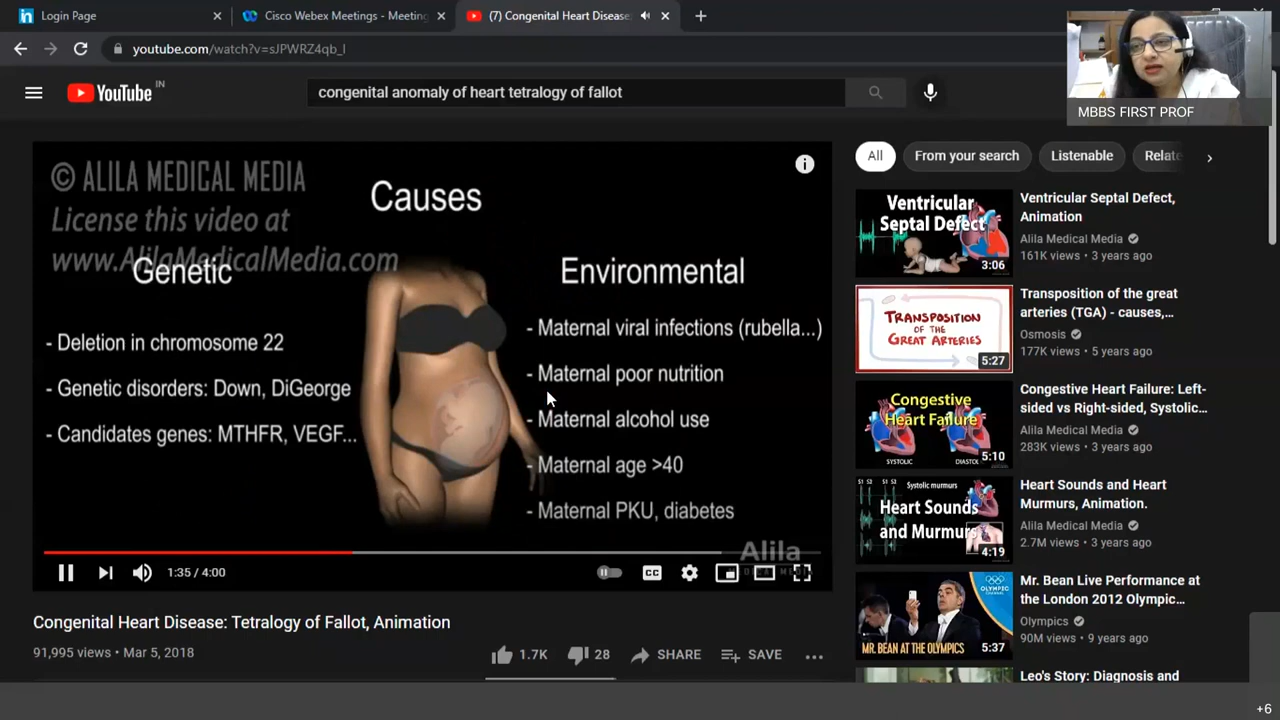 Login Page
Cisco Webex Meetings - Meeting
(7) Congenital Heart Disease:
youtube.com/watch?v=sJPWRZ4qb_I
YouTube IN
congenital anomaly of heart tetralogy of fallot
MBBS FIRST PROF
© ALILA MEDICAL MEDIA
License this video at
www.AlilaMedicalMedia.com
Causes
Genetic
- Deletion in chromosome 22
- Genetic disorders: Down, DiGeorge
- Candidates genes: MTHFR, VEGF...
Environmental
- Maternal viral infections (rubella...)
- Maternal poor nutrition
- Maternal alcohol use
- Maternal age >40
- Maternal PKU, diabetes
Alila
1:35 / 4:00
CC
Congenital Heart Disease: Tetralogy of Fallot, Animation
91,995 views • Mar 5, 2018
1.7K
28
SHARE
SAVE
All
From your search
Listenable
Relate
Ventricular
Septal Defect
3:06
Ventricular Septal Defect,
Animation
Alila Medical Media
161K views • 3 years ago
TRANSPOSITION
OF THE
GREAT ARTERIES
5:27
Transposition of the great
arteries (TGA) - causes,...
Osmosis
177K views • 5 years ago
Congestive
Heart Failure
SYSTOLIC
5:10
Congestive Heart Failure: Left-
sided vs Right-sided, Systolic...
Alila Medical Media
283K views • 3 years ago
S1 S2
Systolic murmurs
S1 S2
Heart Sounds
and Murmurs
4:19
Heart Sounds and Heart
Murmurs, Animation.
Alila Medical Media
2.7M views • 3 years ago
OLYMPIC
CHANNEL
MR. BEAN AT THE OLYMPICS
5:37
Mr. Bean Live Performance at
the London 2012 Olympic...
Olympics
90M views • 9 years ago
Leo's Story: Diagnosis and
+6